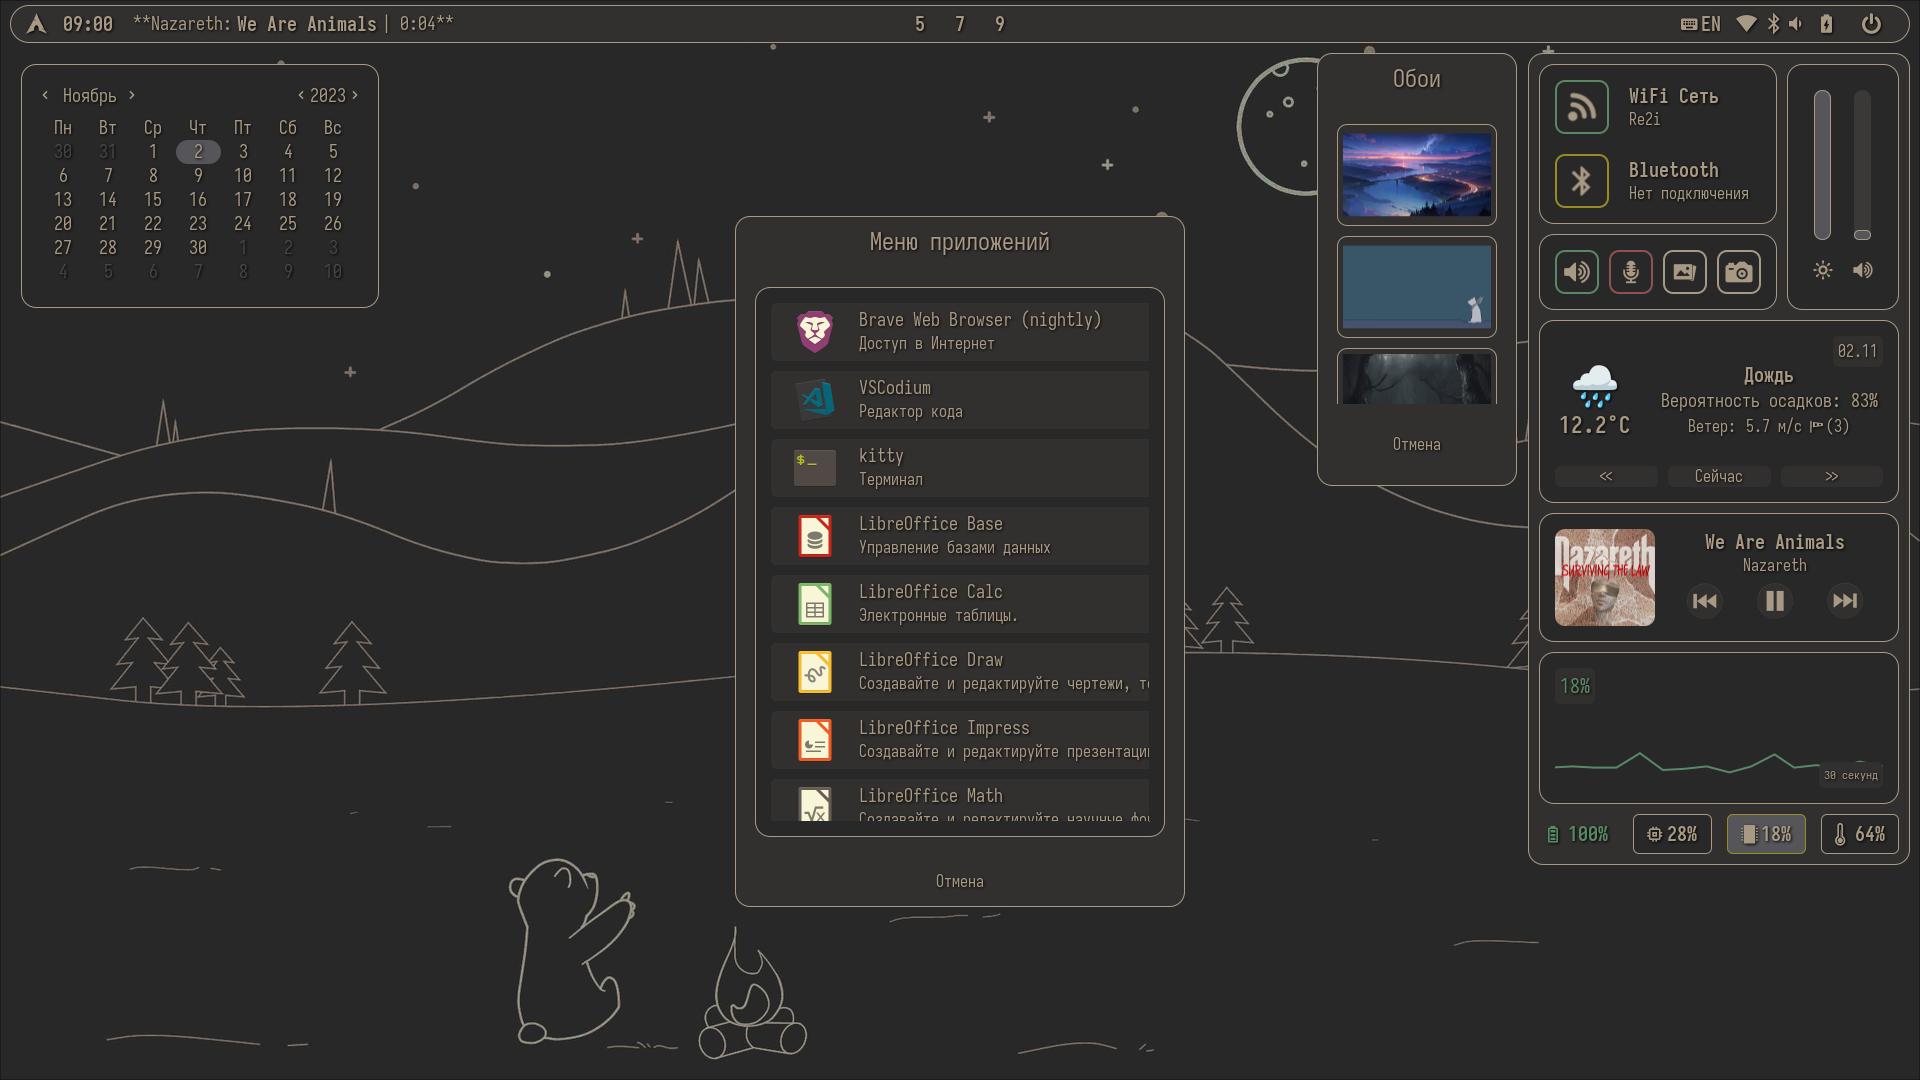 09:00 **Nazareth: We Are Animals | 0:04**
5 7 9
EN
< Ноябрь > < 2023 >
Пн Вт Ср Чт Пт Сб Вс
30 31 1 2 3 4 5
6 7 8 9 10 11 12
13 14 15 16 17 18 19
20 21 22 23 24 25 26
27 28 29 30 1 2 3
4 5 6 7 8 9 10
Меню приложений
Brave Web Browser (nightly)
Доступ в Интернет
VSCodium
Редактор кода
$_
kitty
Терминал
LibreOffice Base
Управление базами данных
LibreOffice Calc
Электронные таблицы.
LibreOffice Draw
Создавайте и редактируйте чертежи,
LibreOffice Impress
Создавайте и редактируйте презентаци
LibreOffice Math
Создавайте и редактируйте научные
Отмена
Обои
Отмена
WiFi Сеть
Re2i
Bluetooth
Нет подключения
02.11
Дождь
Вероятность осадков: 83%
12.2°C
Ветер: 5.7 м/с (3)
<< Сейчас >>
Nazareth
SURVIVING THE LAW
We Are Animals
Nazareth
18%
30 секунд
100% 28% 18% 64%